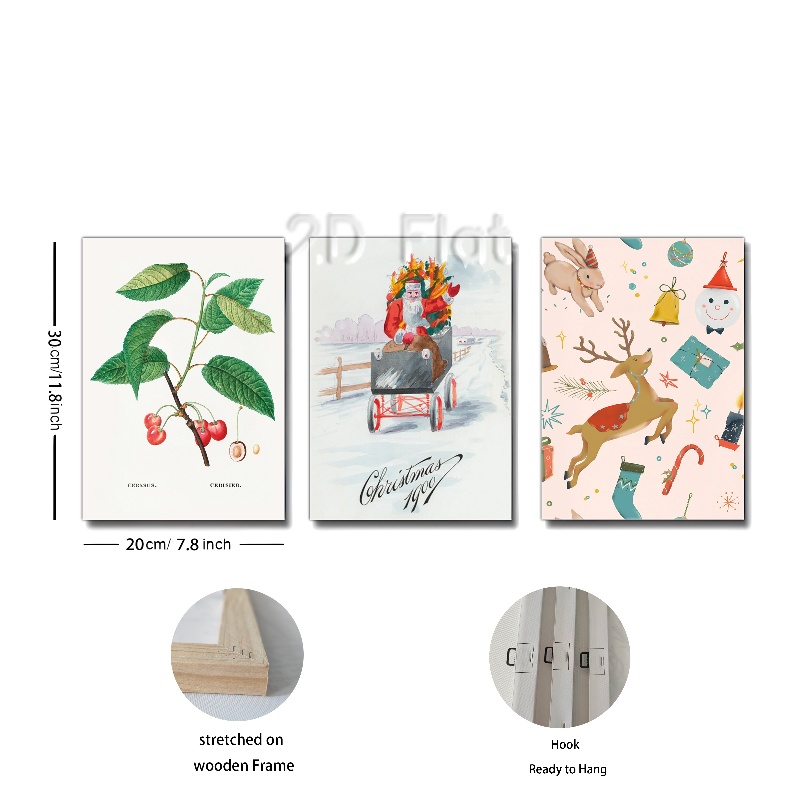 2D Flat
30cm/11.8inch
CERASUS.
CERISIER.
Christmas
1900
20cm/ 7.8 inch
stretched on
wooden Frame
Hook
Ready to Hang